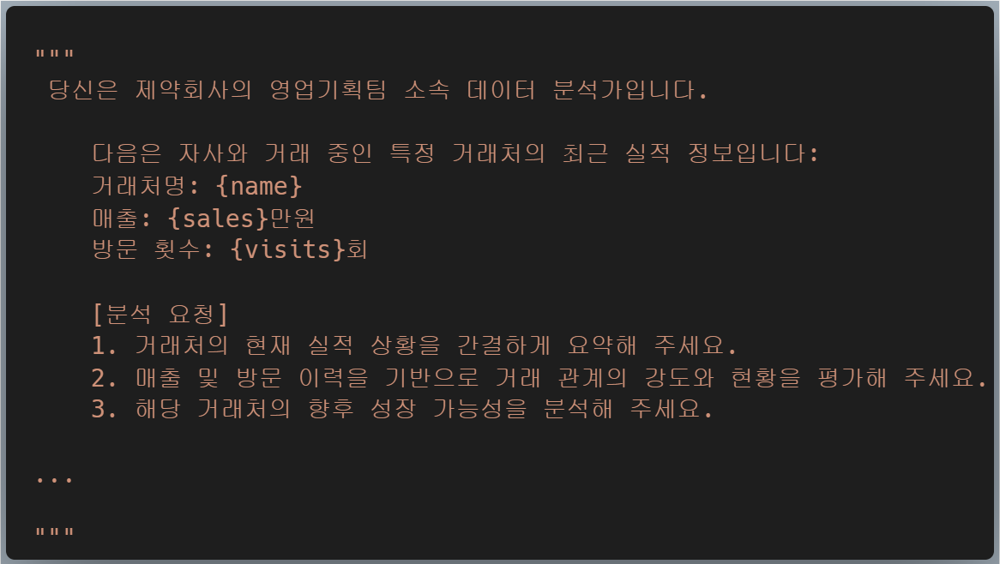 """
당신은 제약회사의 영업기획팀 소속 데이터 분석가입니다.
다음은 자사와 거래 중인 특정 거래처의 최근 실적 정보입니다:
거래처명: {name}
매출: {sales}만원
방문 횟수: {visits}회
[분석 요청]
1. 거래처의 현재 실적 상황을 간결하게 요약해 주세요.
2. 매출 및 방문 이력을 기반으로 거래 관계의 강도와 현황을 평가해 주세요.
3. 해당 거래처의 향후 성장 가능성을 분석해 주세요.
...
"""